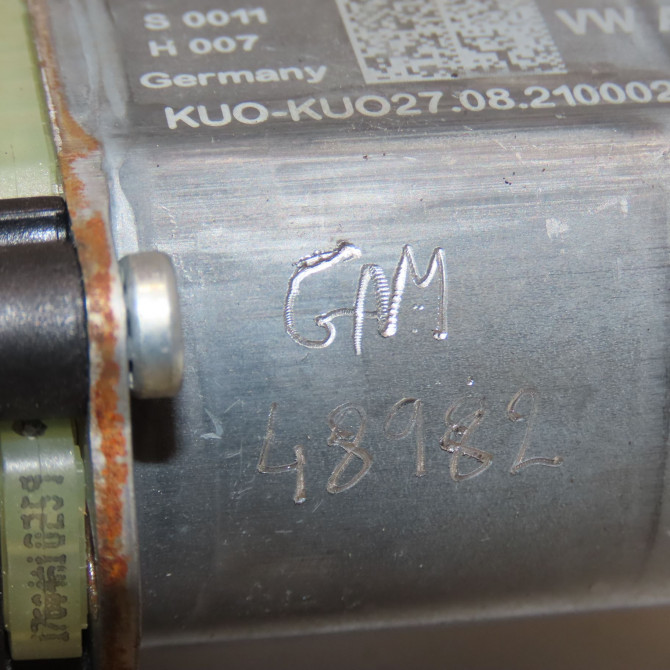 S 0011
H 007
Germany
VW
KUO-KUO27.08.210002
GAM
48982